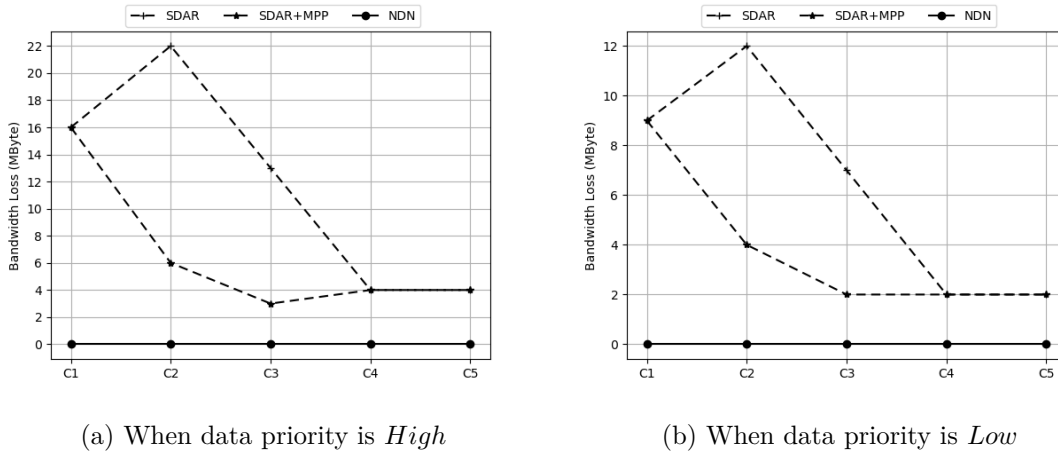 SDAR SDAR+MPP NDN
22
20
18
16
14
12
10
8
6
4
2
0
Bandwidth Loss (MByte)
C1 C2 C3 C4 C5
(a) When data priority is High
SDAR SDAR+MPP NDN
12
10
8
6
4
2
0
Bandwidth Loss (MByte)
C1 C2 C3 C4 C5
(b) When data priority is Low